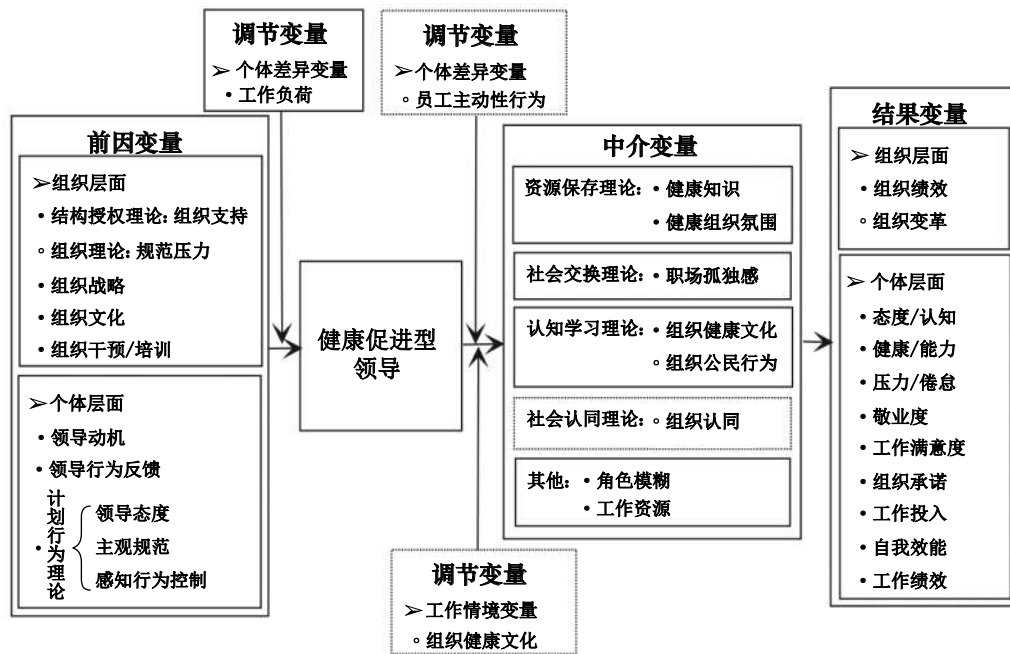 调节变量
➢ 个体差异变量
• 工作负荷
调节变量
➢ 个体差异变量
◦ 员工主动性行为
前因变量
➢组织层面
• 结构授权理论: 组织支持
◦ 组织理论: 规范压力
• 组织战略
• 组织文化
• 组织干预/培训
➢ 个体层面
• 领导动机
• 领导行为反馈
• 计划行为理论
领导态度
主观规范
感知行为控制
健康促进型
领导
中介变量
资源保存理论: • 健康知识
• 健康组织氛围
社会交换理论: • 职场孤独感
认知学习理论: • 组织健康文化
◦ 组织公民行为
社会认同理论: ◦ 组织认同
其他: • 角色模糊
• 工作资源
调节变量
➢工作情境变量
◦ 组织健康文化
结果变量
➢ 组织层面
• 组织绩效
◦ 组织变革
➢ 个体层面
• 态度/认知
• 健康/能力
• 压力/倦怠
• 敬业度
• 工作满意度
• 组织承诺
• 工作投入
• 自我效能
• 工作绩效